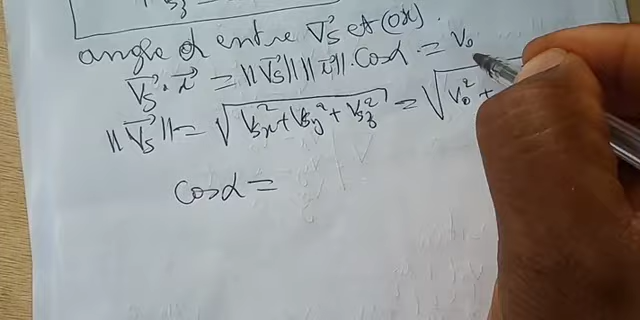 angle α entre V⃗s et (Ox).
V⃗s · i⃗ = ||V⃗s|| ||i⃗|| · Cosα = V₀
||V⃗s|| = √(Vsx² + Vsy² + Vsz²) = √(V₀² +
Cosα =